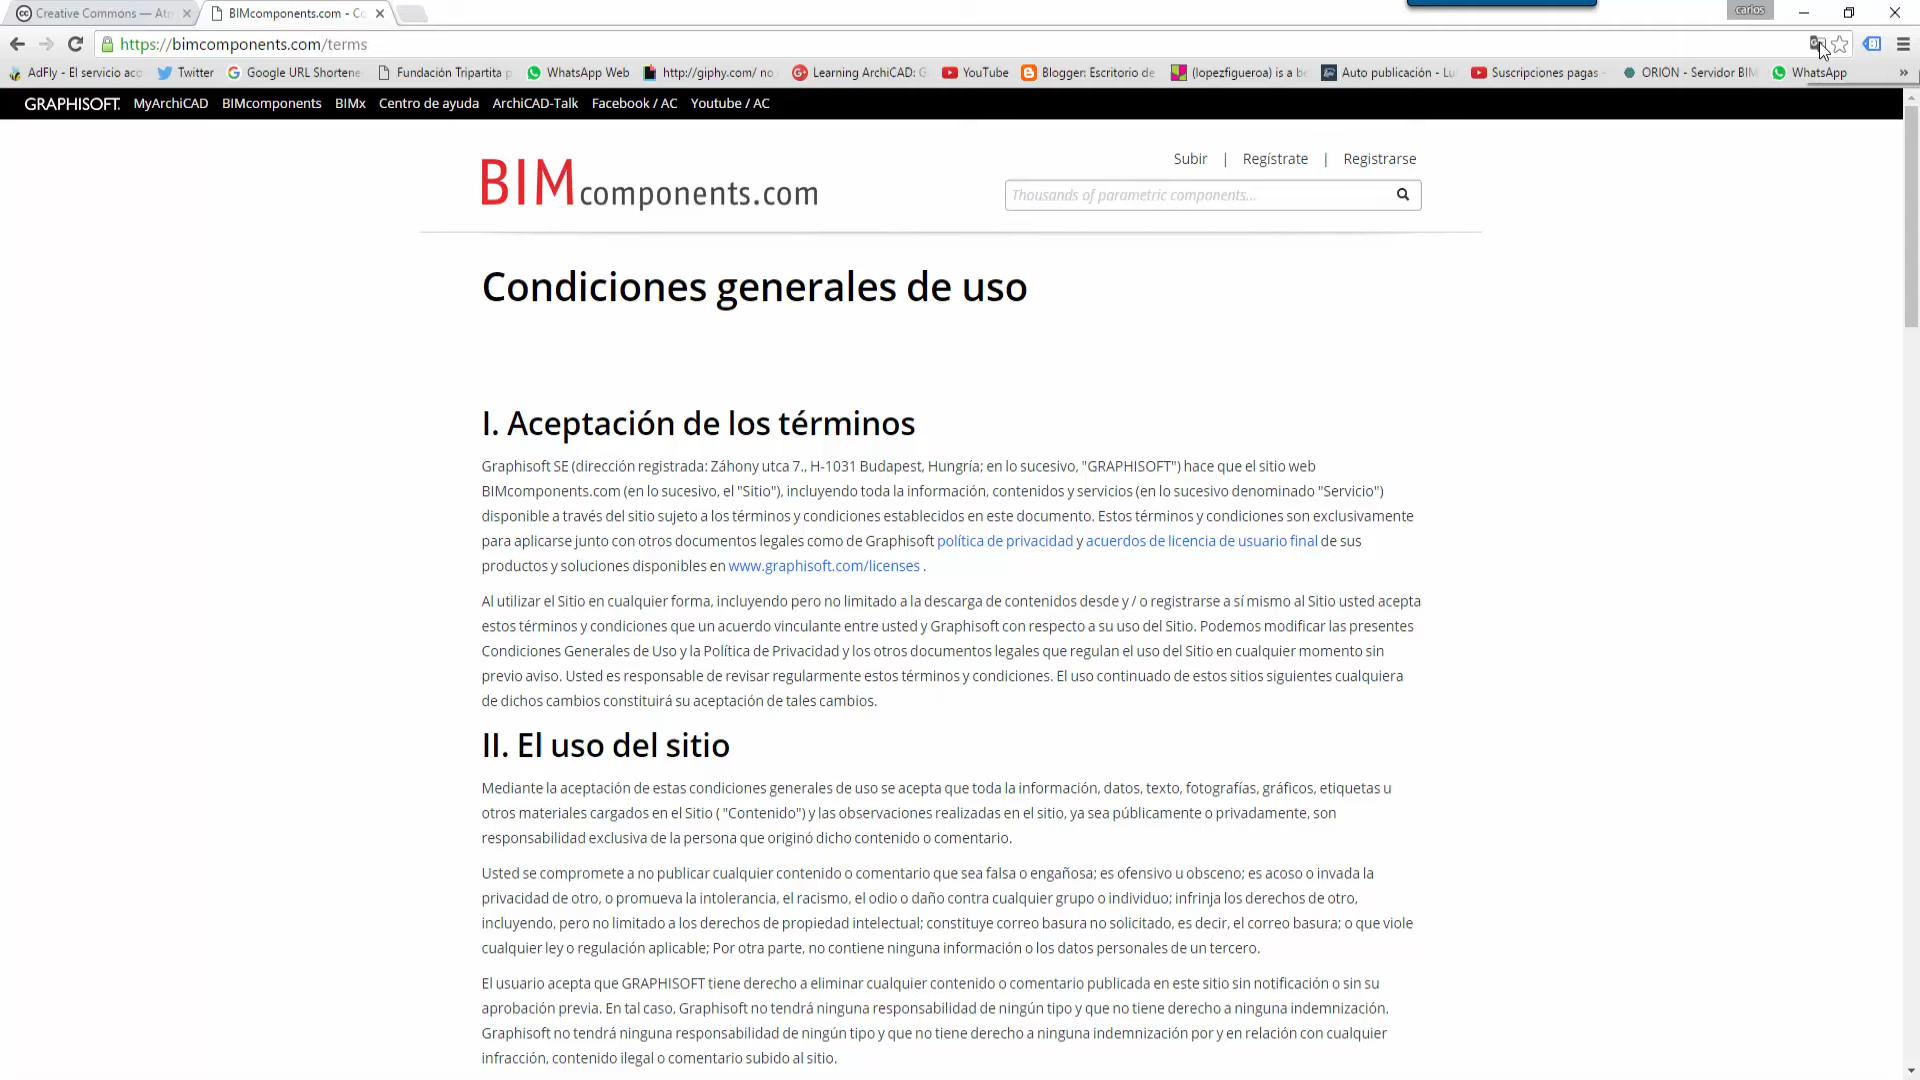 Creative Commons — Atr
BIMcomponents.com - Co
carlos
https://bimcomponents.com/terms
AdFly - El servicio aco
Twitter
Google URL Shortene
Fundación Tripartita p
WhatsApp Web
http://giphy.com/ no
Learning ArchiCAD: G
YouTube
Blogger: Escritorio de
(lopezfigueroa) is a be
Auto publicación - Lu
Suscripciones pagas -
ORION - Servidor BIM
WhatsApp
»
GRAPHISOFT. MyArchiCAD BIMcomponents BIMx Centro de ayuda ArchiCAD-Talk Facebook / AC Youtube / AC
Subir | Regístrate | Registrarse
BIMcomponents.com
Thousands of parametric components...
Condiciones generales de uso
I. Aceptación de los términos
Graphisoft SE (dirección registrada: Záhony utca 7., H-1031 Budapest, Hungría; en lo sucesivo, "GRAPHISOFT") hace que el sitio web
BIMcomponents.com (en lo sucesivo, el "Sitio"), incluyendo toda la información, contenidos y servicios (en lo sucesivo denominado "Servicio")
disponible a través del sitio sujeto a los términos y condiciones establecidos en este documento. Estos términos y condiciones son exclusivamente
para aplicarse junto con otros documentos legales como de Graphisoft política de privacidad y acuerdos de licencia de usuario final de sus
productos y soluciones disponibles en www.graphisoft.com/licenses .
Al utilizar el Sitio en cualquier forma, incluyendo pero no limitado a la descarga de contenidos desde y / o registrarse a sí mismo al Sitio usted acepta
estos términos y condiciones que un acuerdo vinculante entre usted y Graphisoft con respecto a su uso del Sitio. Podemos modificar las presentes
Condiciones Generales de Uso y la Política de Privacidad y los otros documentos legales que regulan el uso del Sitio en cualquier momento sin
previo aviso. Usted es responsable de revisar regularmente estos términos y condiciones. El uso continuado de estos sitios siguientes cualquiera
de dichos cambios constituirá su aceptación de tales cambios.
II. El uso del sitio
Mediante la aceptación de estas condiciones generales de uso se acepta que toda la información, datos, texto, fotografías, gráficos, etiquetas u
otros materiales cargados en el Sitio ( "Contenido") y las observaciones realizadas en el sitio, ya sea públicamente o privadamente, son
responsabilidad exclusiva de la persona que originó dicho contenido o comentario.
Usted se compromete a no publicar cualquier contenido o comentario que sea falsa o engañosa; es ofensivo u obsceno; es acoso o invada la
privacidad de otro, o promueva la intolerancia, el racismo, el odio o daño contra cualquier grupo o individuo; infrinja los derechos de otro,
incluyendo, pero no limitado a los derechos de propiedad intelectual; constituye correo basura no solicitado, es decir, el correo basura; o que viole
cualquier ley o regulación aplicable; Por otra parte, no contiene ninguna información o los datos personales de un tercero.
El usuario acepta que GRAPHISOFT tiene derecho a eliminar cualquier contenido o comentario publicada en este sitio sin notificación o sin su
aprobación previa. En tal caso, Graphisoft no tendrá ninguna responsabilidad de ningún tipo y que no tiene derecho a ninguna indemnización.
Graphisoft no tendrá ninguna responsabilidad de ningún tipo y que no tiene derecho a ninguna indemnización por y en relación con cualquier
infracción, contenido ilegal o comentario subido al sitio.